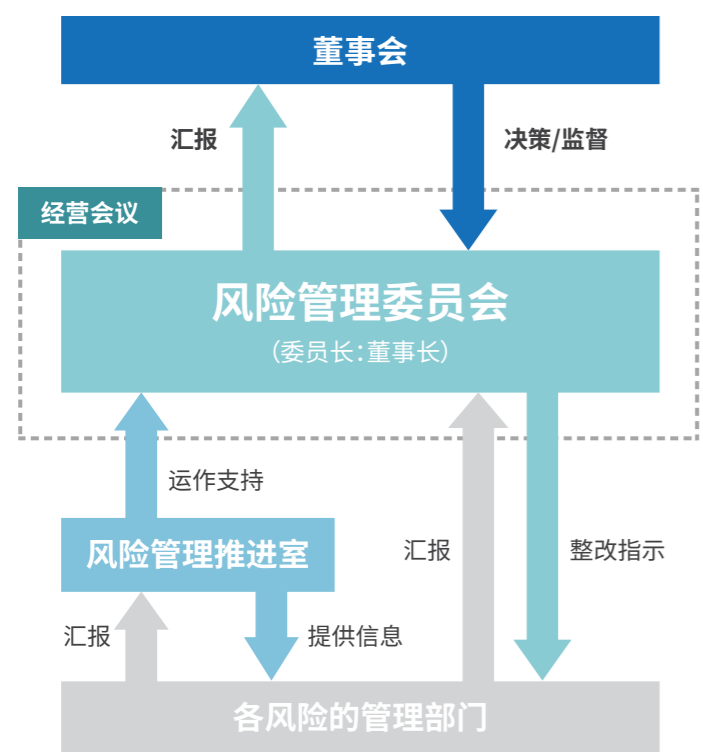 董事会
汇报
决策/监督
经营会议
风险管理委员会
（委员长：董事长）
运作支持
风险管理推进室
汇报
整改指示
汇报
提供信息
各风险的管理部门